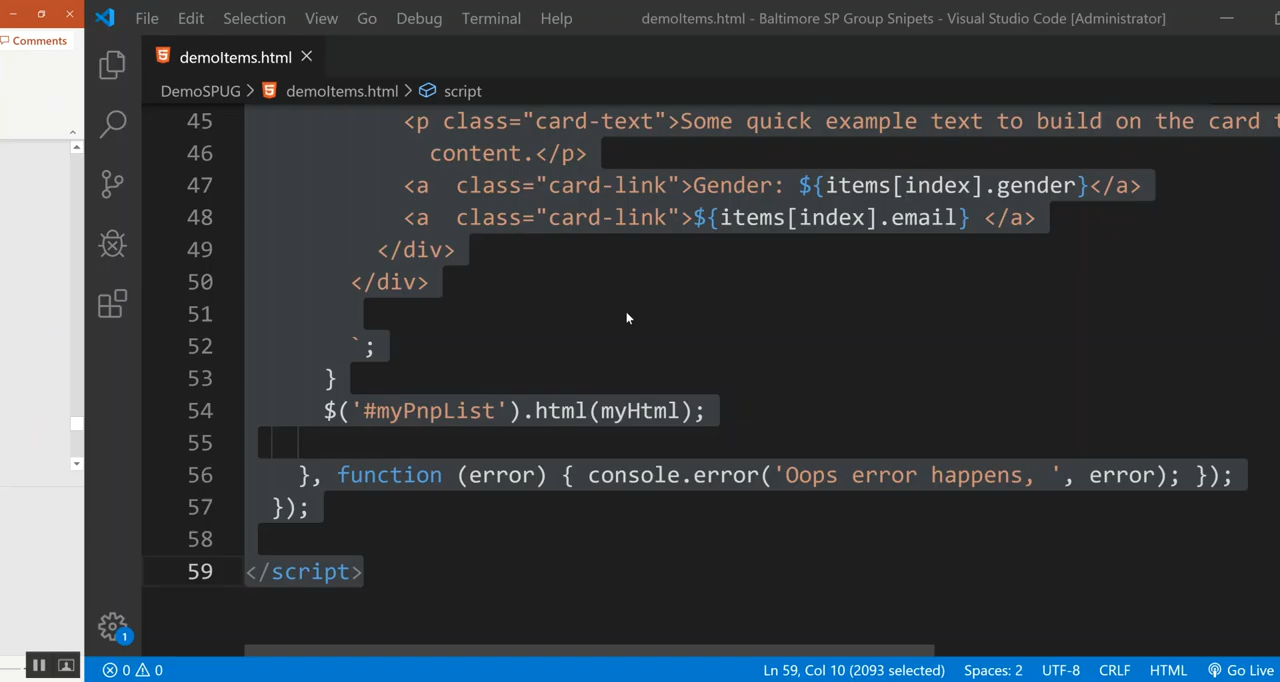 Comments
File Edit Selection View Go Debug Terminal Help
demoItems.html - Baltimore SP Group Snipets - Visual Studio Code [Administrator]
demoItems.html
DemoSPUG > demoItems.html > script
45 <p class="card-text">Some quick example text to build on the card t
46 content.</p>
47 <a  class="card-link">Gender: ${items[index].gender}</a>
48 <a  class="card-link">${items[index].email} </a>
49 </div>
50 </div>
51
52 `;
53 }
54 $('#myPnpList').html(myHtml);
55
56 }, function (error) { console.error('Oops error happens, ', error); });
57 });
58
59 </script>
1
0 0
Ln 59, Col 10 (2093 selected) Spaces: 2 UTF-8 CRLF HTML Go Live